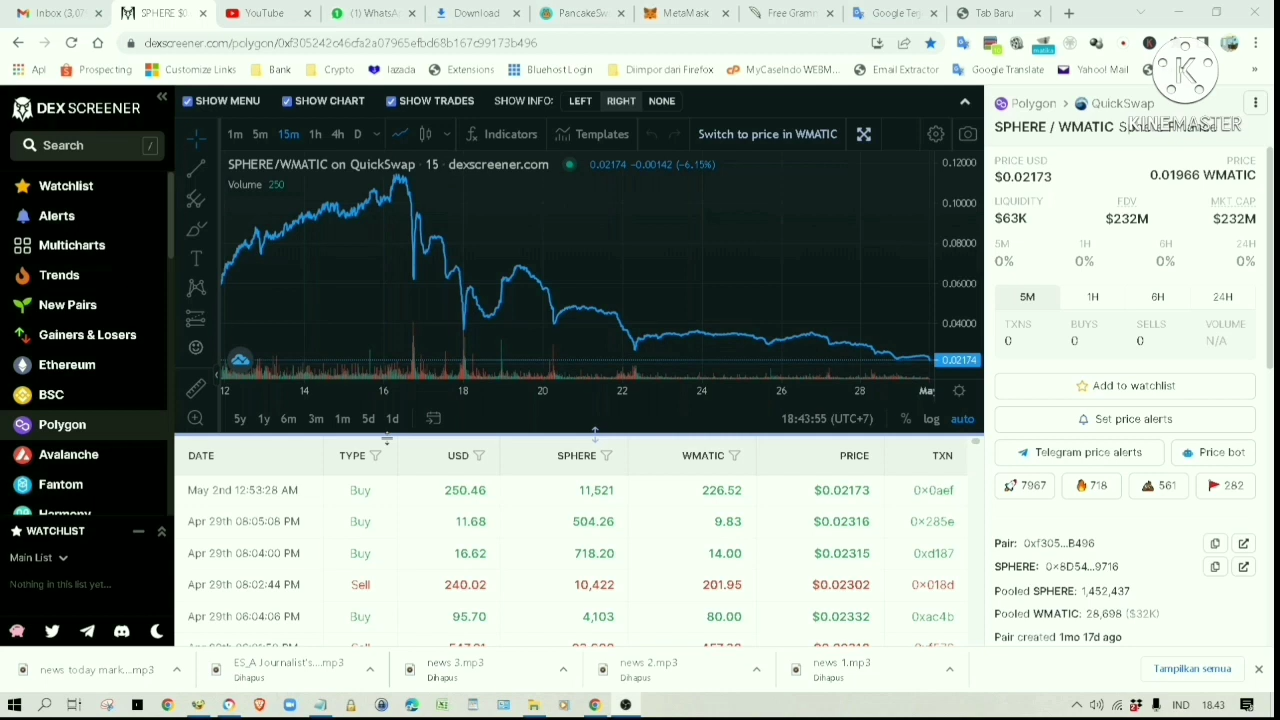 Inbox (3,07
SPHERE $0
YouTube
(1) WhatsA
Download
PancakeSw
MetaMask
Free Gramm
Google Te
Tab Baru
dexscreener.com/polygon/
Apl
Prospecting
Customize Links
Bank
Crypto
lazada
Extensions
Bluehost Login
Diimpor dari Firefox
MyCaseIndo WEBM...
Email Extractor
Google Translate
Yahoo! Mail
»
K
KINEMASTER
DEX SCREENER
Search /
Watchlist
Alerts
Multicharts
Trends
New Pairs
Gainers & Losers
Ethereum
BSC
Polygon
Avalanche
Fantom
Harmony
WATCHLIST
Main List
Nothing in this list yet...
SHOW MENU
SHOW CHART
SHOW TRADES
SHOW INFO:
LEFT
RIGHT
NONE
1m 5m 15m 1h 4h D
Indicators
Templates
Switch to price in WMATIC
SPHERE/WMATIC on QuickSwap · 15 · dexscreener.com
0.02174 −0.00142 (−6.15%)
Volume 250
0.12000
0.10000
0.08000
0.06000
0.04000
0.02174
12 14 16 18 20 22 24 26 28 May
5y 1y 6m 3m 1m 5d 1d
18:43:55 (UTC+7)
% log auto
DATE TYPE USD SPHERE WMATIC PRICE TXN
May 2nd 12:53:28 AM Buy 250.46 11,521 226.52 $0.02173 0×0aef
Apr 29th 08:05:08 PM Buy 11.68 504.26 9.83 $0.02316 0×285e
Apr 29th 08:04:00 PM Buy 16.62 718.20 14.00 $0.02315 0xd187
Apr 29th 08:02:44 PM Sell 240.02 10,422 201.95 $0.02302 0×018d
Apr 29th 06:04:06 PM Buy 95.70 4,103 80.00 $0.02332 0xac4b
Polygon > QuickSwap
SPHERE / WMATIC
PRICE USD
$0.02173
PRICE
0.01966 WMATIC
LIQUIDITY
$63K
FDV
$232M
MKT CAP
$232M
5M
0%
1H
0%
6H
0%
24H
0%
5M 1H 6H 24H
TXNS
0
BUYS
0
SELLS
0
VOLUME
N/A
Add to watchlist
Set price alerts
Telegram price alerts
Price bot
7967
718
561
282
Pair: 0xf305...B496
SPHERE: 0×8D54...9716
Pooled SPHERE: 1,452,437
Pooled WMATIC: 28,698 ($32K)
Pair created 1mo 17d ago
news today mark....mp3
ES_A Journalist's....mp3
Dihapus
news 3.mp3
Dihapus
news 2.mp3
Dihapus
news 1.mp3
Dihapus
Tampilkan semua
IND
18.43